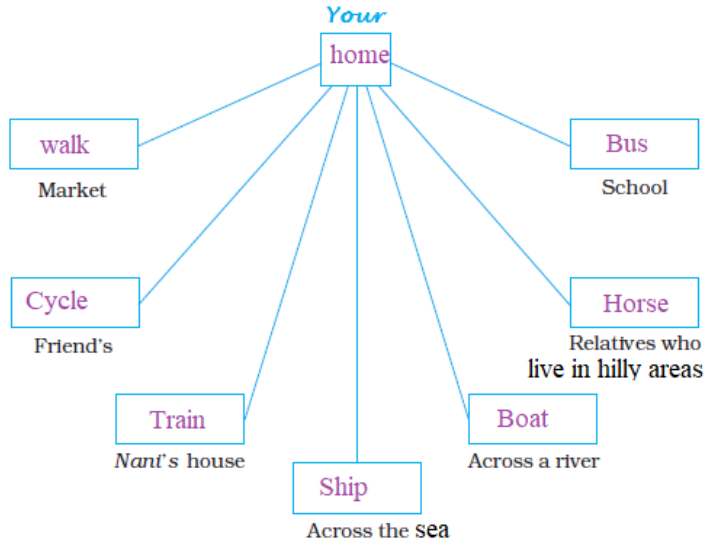 Your
home
walk
Market
Bus
School
Cycle
Friend's
Horse
Relatives who
live in hilly areas
Train
Nani's house
Boat
Across a river
Ship
Across the sea